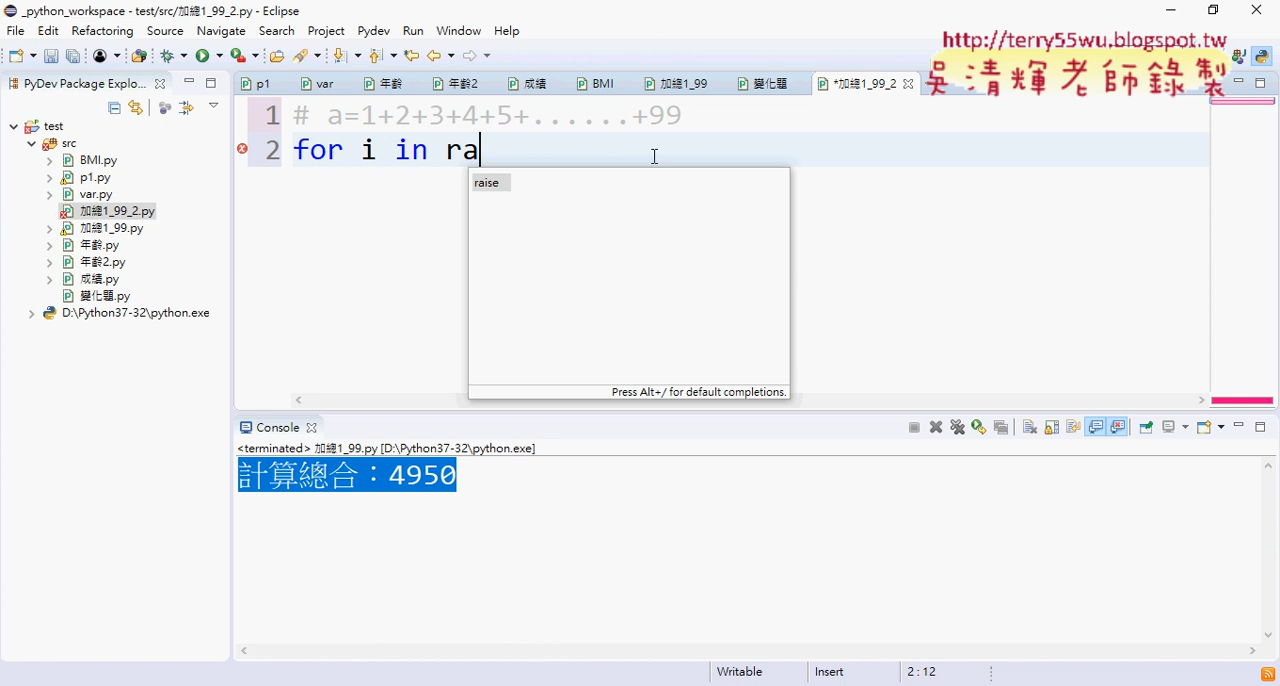 _python_workspace - test/src/加總1_99_2.py - Eclipse
File Edit Refactoring Source Navigate Search Project Pydev Run Window Help
http://terry55wu.blogspot.tw
吳清輝老師錄製
PyDev Package Explo...
p1 var 年齡 年齡2 成績 BMI 加總1_99 變化題 *加總1_99_2
test
src
BMI.py
p1.py
var.py
加總1_99_2.py
加總1_99.py
年齡.py
年齡2.py
成績.py
變化題.py
D:\Python37-32\python.exe
1 # a=1+2+3+4+5+......+99
2 for i in ra
raise
Press Alt+/ for default completions.
Console
<terminated> 加總1_99.py [D:\Python37-32\python.exe]
計算總合：4950
Writable Insert 2 : 12